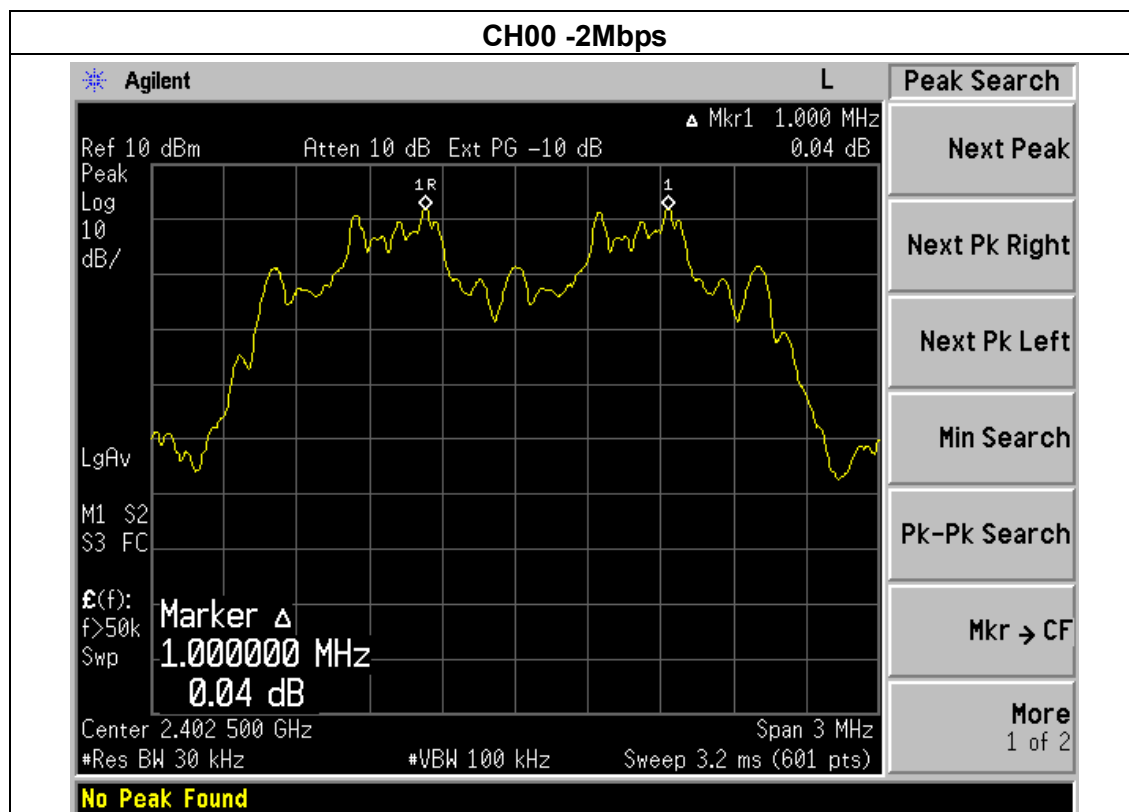 CH00 -2Mbps
Agilent L Peak Search
Δ Mkr1 1.000 MHz
Ref 10 dBm Atten 10 dB Ext PG -10 dB 0.04 dB
Peak
Log
10
dB/
1R
1
LgAv
M1 S2
S3 FC
£(f):
f>50k
Swp
Marker Δ
1.000000 MHz
0.04 dB
Center 2.402 500 GHz Span 3 MHz
#Res BW 30 kHz #VBW 100 kHz Sweep 3.2 ms (601 pts)
No Peak Found
Next Peak
Next Pk Right
Next Pk Left
Min Search
Pk-Pk Search
Mkr → CF
More
1 of 2